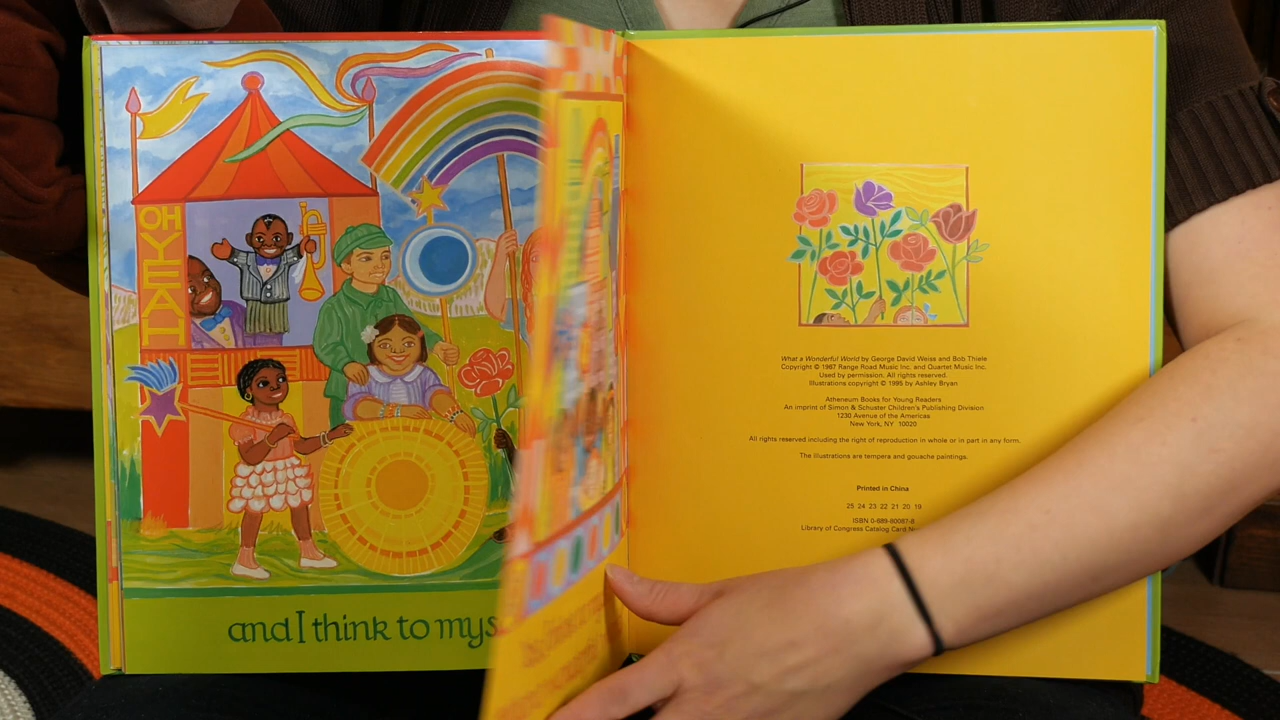 OH
YEAH
and I think to mys
What a Wonderful World by George David Weiss and Bob Thiele
Copyright © 1967 Range Road Music Inc. and Quartet Music Inc.
Used by permission. All rights reserved.
Illustrations copyright © 1995 by Ashley Bryan
Atheneum Books for Young Readers
An imprint of Simon & Schuster Children's Publishing Division
1230 Avenue of the Americas
New York, NY 10020
All rights reserved including the right of reproduction in whole or in part in any form.
The illustrations are tempera and gouache paintings.
Printed in China
25 24 23 22 21 20 19
ISBN 0-689-80087-8
Library of Congress Catalog Card